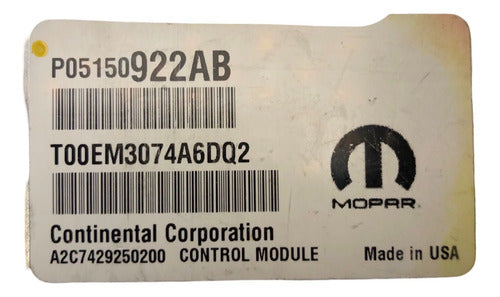 P05150922AB
T00EM3074A6DQ2
MOPAR.
Continental Corporation
A2C7429250200 CONTROL MODULE Made in USA